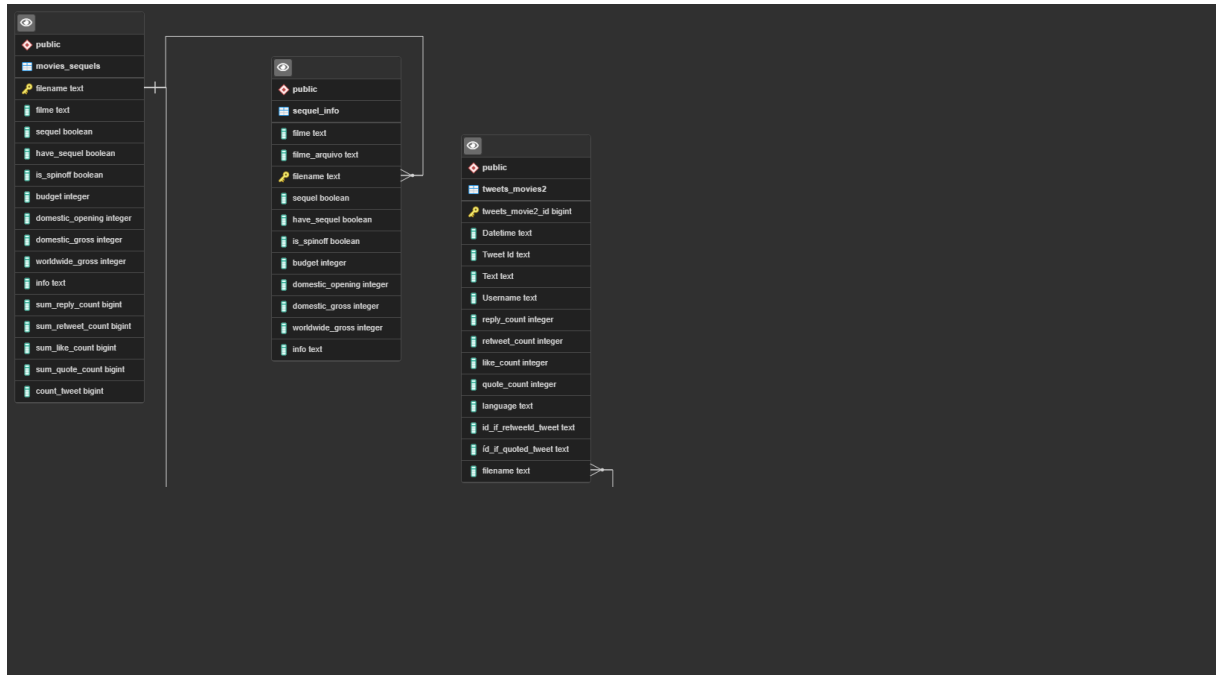 public
movies_sequels
filename text
filme text
sequel boolean
have_sequel boolean
is_spinoff boolean
budget integer
domestic_opening integer
domestic_gross integer
worldwide_gross integer
info text
sum_reply_count bigint
sum_retweet_count bigint
sum_like_count bigint
sum_quote_count bigint
count_tweet bigint
public
sequel_info
filme text
filme_arquivo text
filename text
sequel boolean
have_sequel boolean
is_spinoff boolean
budget integer
domestic_opening integer
domestic_gross integer
worldwide_gross integer
info text
public
tweets_movies2
tweets_movie2_id bigint
Datetime text
Tweet Id text
Text text
Username text
reply_count integer
retweet_count integer
like_count integer
quote_count integer
language text
id_if_retweetd_tweet text
íd_if_quoted_tweet text
filename text